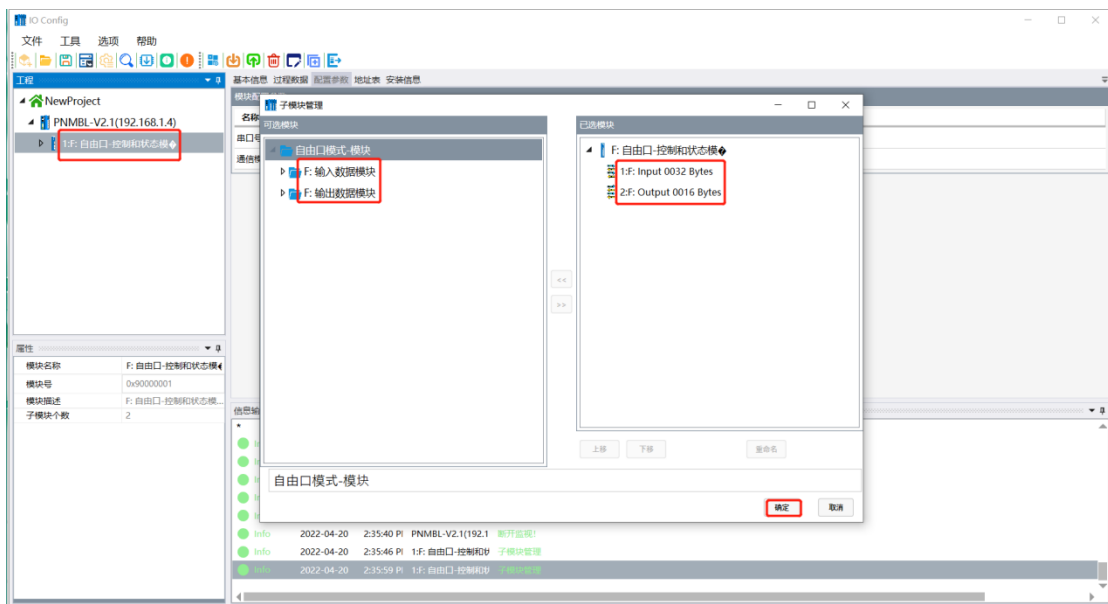 IO Config
文件 工具 选项 帮助
工程
基本信息 过程数据 配置参数 地址表 安装信息
NewProject
PNMBL-V2.1(192.168.1.4)
1:F: 自由口-控制和状态模�
子模块管理
可选模块
已选模块
自由口模式-模块
F: 输入数据模块
F: 输出数据模块
F: 自由口-控制和状态模�
1:F: Input 0032 Bytes
2:F: Output 0016 Bytes
<<
>>
上移 下移 重命名
自由口模式-模块
确定 取消
属性
模块名称 F: 自由口-控制和状态模
模块号 0x90000001
模块描述 F: 自由口-控制和状态模...
子模块个数 2
Info 2022-04-20 2:35:40 PI PNMBL-V2.1(192.1 断开监视!
Info 2022-04-20 2:35:46 PI 1:F: 自由口-控制和 子模块管理
Info 2022-04-20 2:35:59 PI 1:F: 自由口-控制和 子模块管理